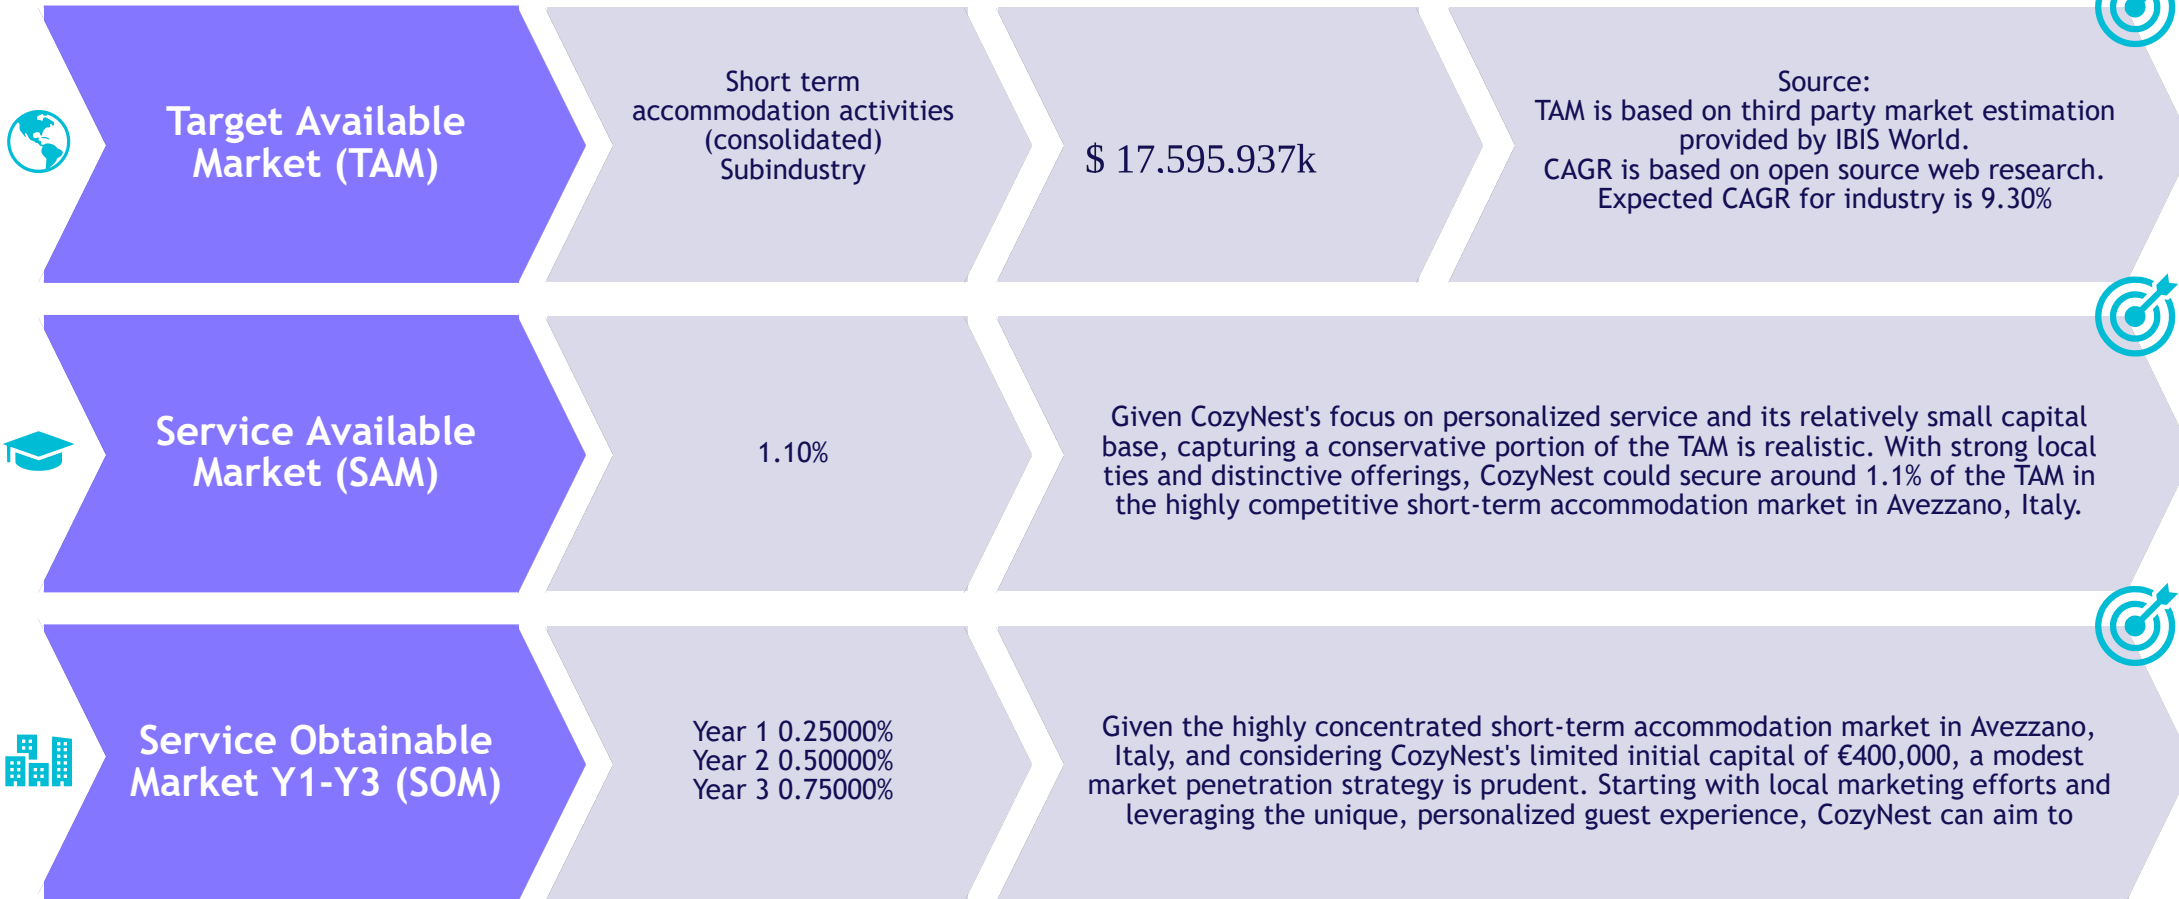 Target Available
Market (TAM)
Short term
accommodation activities
(consolidated)
Subindustry
$ 17.595.937k
Source:
TAM is based on third party market estimation
provided by IBIS World.
CAGR is based on open source web research.
Expected CAGR for industry is 9.30%
Service Available
Market (SAM)
1.10%
Given CozyNest's focus on personalized service and its relatively small capital
base, capturing a conservative portion of the TAM is realistic. With strong local
ties and distinctive offerings, CozyNest could secure around 1.1% of the TAM in
the highly competitive short-term accommodation market in Avezzano, Italy.
Service Obtainable
Market Y1-Y3 (SOM)
Year 1 0.25000%
Year 2 0.50000%
Year 3 0.75000%
Given the highly concentrated short-term accommodation market in Avezzano,
Italy, and considering CozyNest's limited initial capital of €400,000, a modest
market penetration strategy is prudent. Starting with local marketing efforts and
leveraging the unique, personalized guest experience, CozyNest can aim to